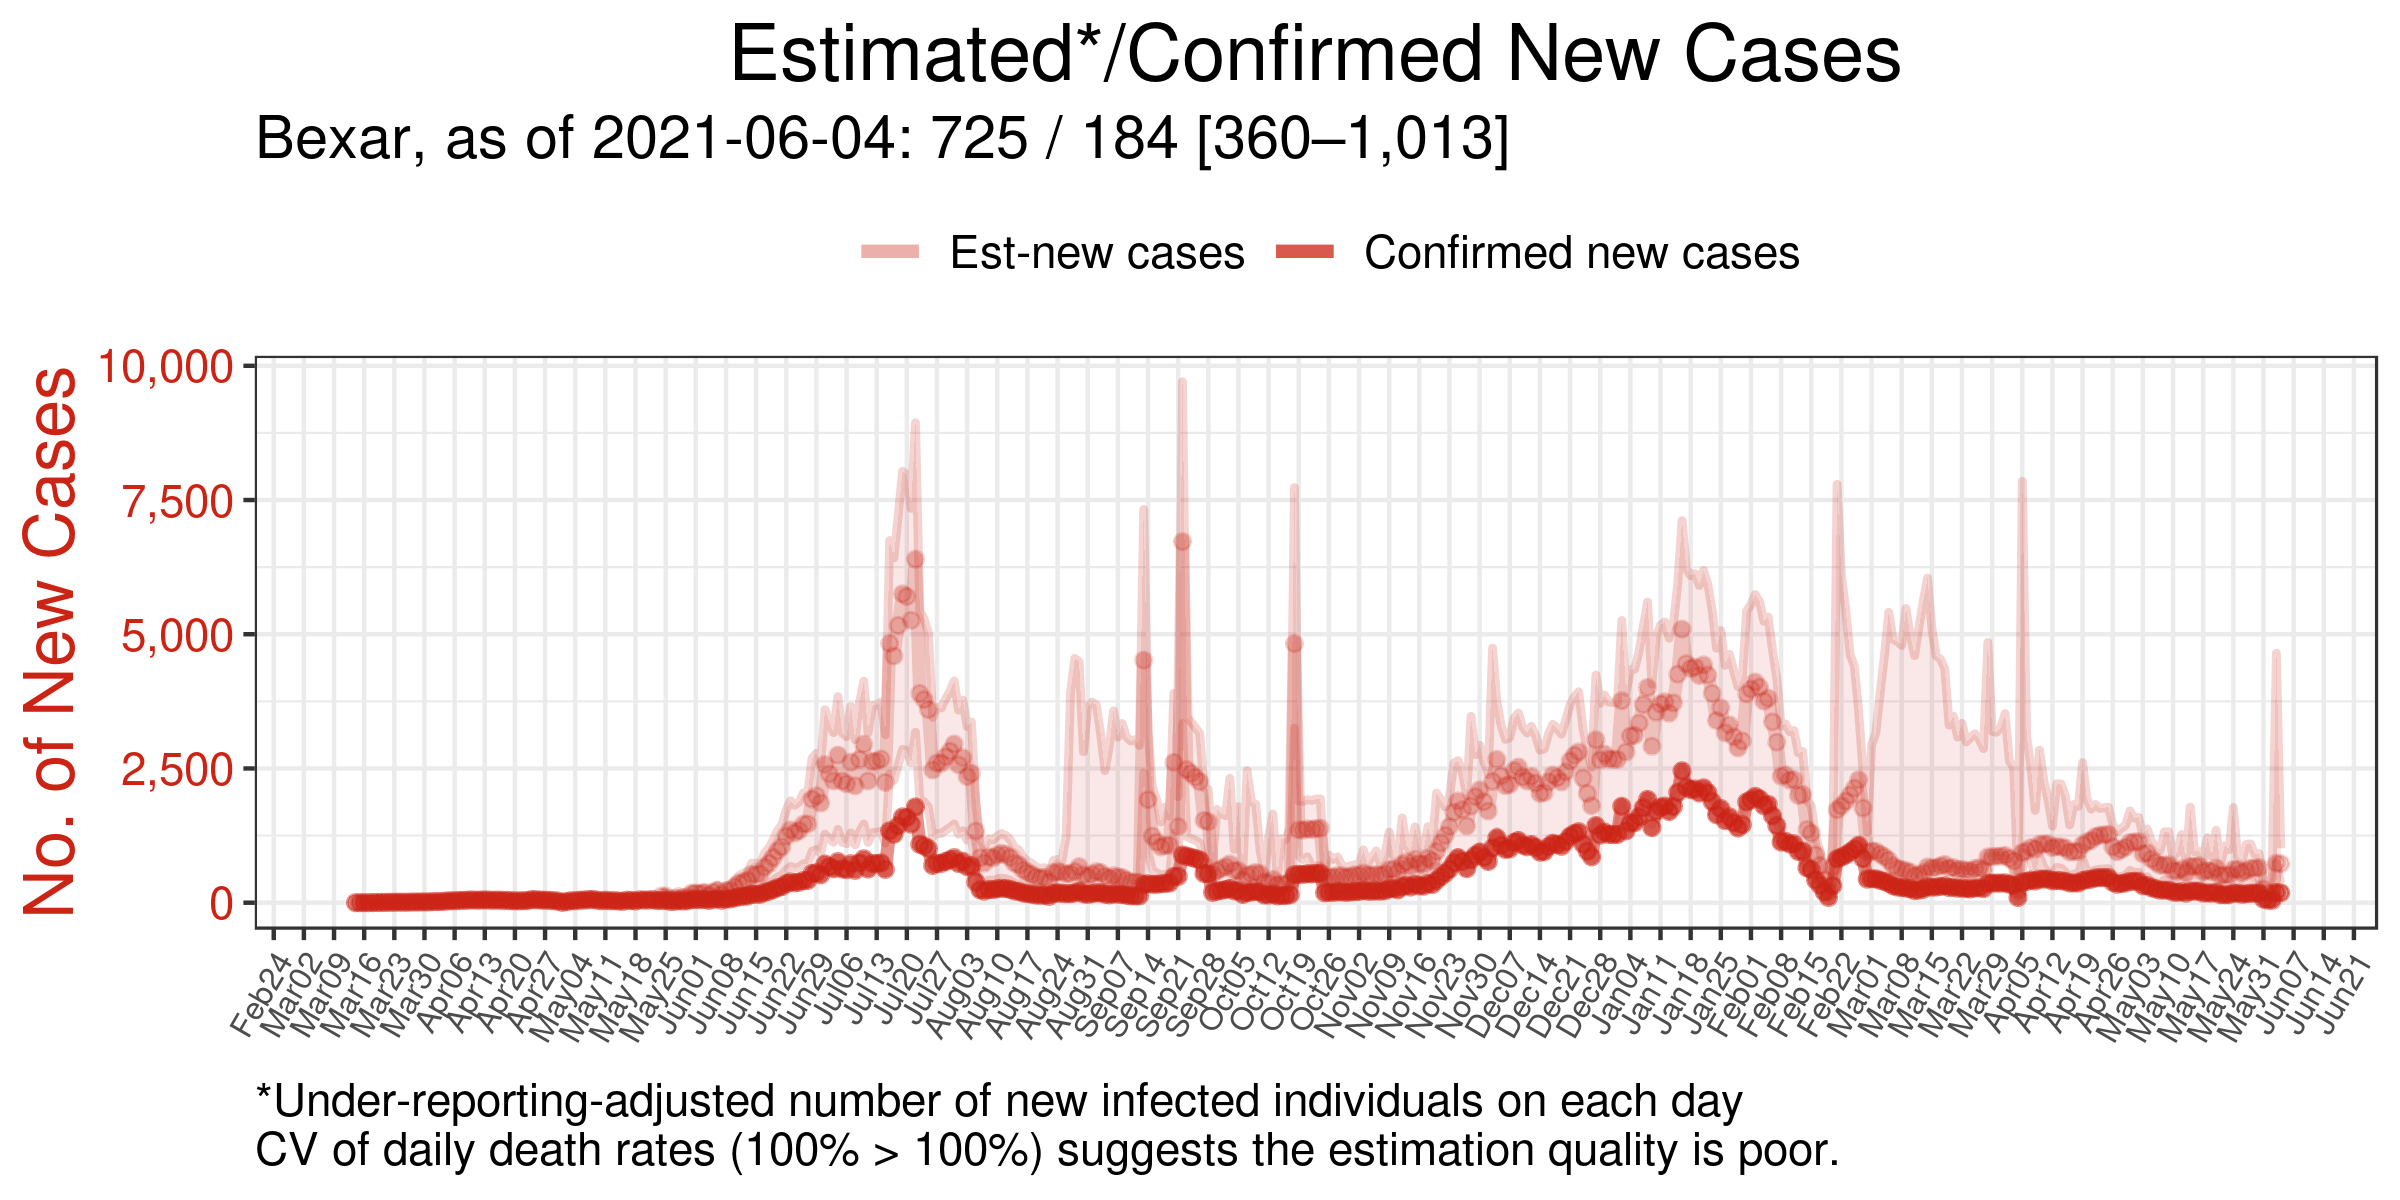 Estimated*/Confirmed New Cases
Bexar, as of 2021-06-04: 725 / 184 [360–1,013]
Est-new cases Confirmed new cases
No. of New Cases
10,000
7,500
5,000
2,500
0
Feb24 Mar02 Mar09 Mar16 Mar23 Mar30 Apr06 Apr13 Apr20 Apr27 May04 May11 May18 May25 Jun01 Jun08 Jun15 Jun22 Jun29 Jul06 Jul13 Jul20 Jul27 Aug03 Aug10 Aug17 Aug24 Aug31 Sep07 Sep14 Sep21 Sep28 Oct05 Oct12 Oct19 Oct26 Nov02 Nov09 Nov16 Nov23 Nov30 Dec07 Dec14 Dec21 Dec28 Jan04 Jan11 Jan18 Jan25 Feb01 Feb08 Feb15 Feb22 Mar01 Mar08 Mar15 Mar22 Mar29 Apr05 Apr12 Apr19 Apr26 May03 May10 May17 May24 May31 Jun07 Jun14 Jun21
*Under-reporting-adjusted number of new infected individuals on each day
CV of daily death rates (100% > 100%) suggests the estimation quality is poor.